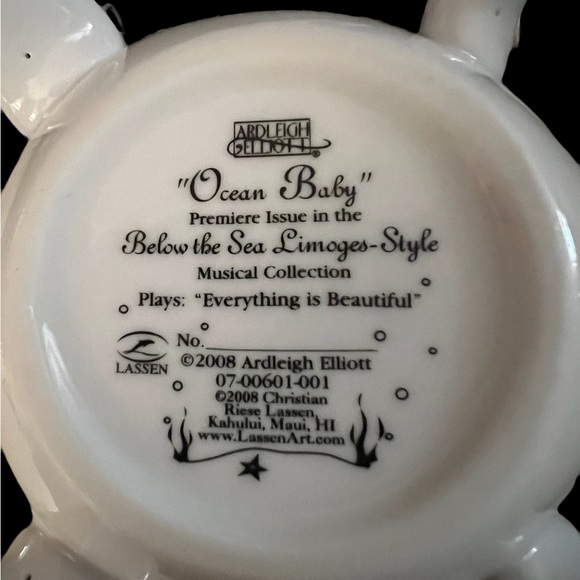 ARDLEIGH
& ELLIOTT ®
"Ocean Baby"
Premiere Issue in the
Below the Sea Limoges-Style
Musical Collection
Plays: "Everything is Beautiful"
No.
LASSEN
©2008 Ardleigh Elliott
07-00601-001
©2008 Christian
Riese Lassen,
Kahului, Maui, HI
www.LassenArt.com